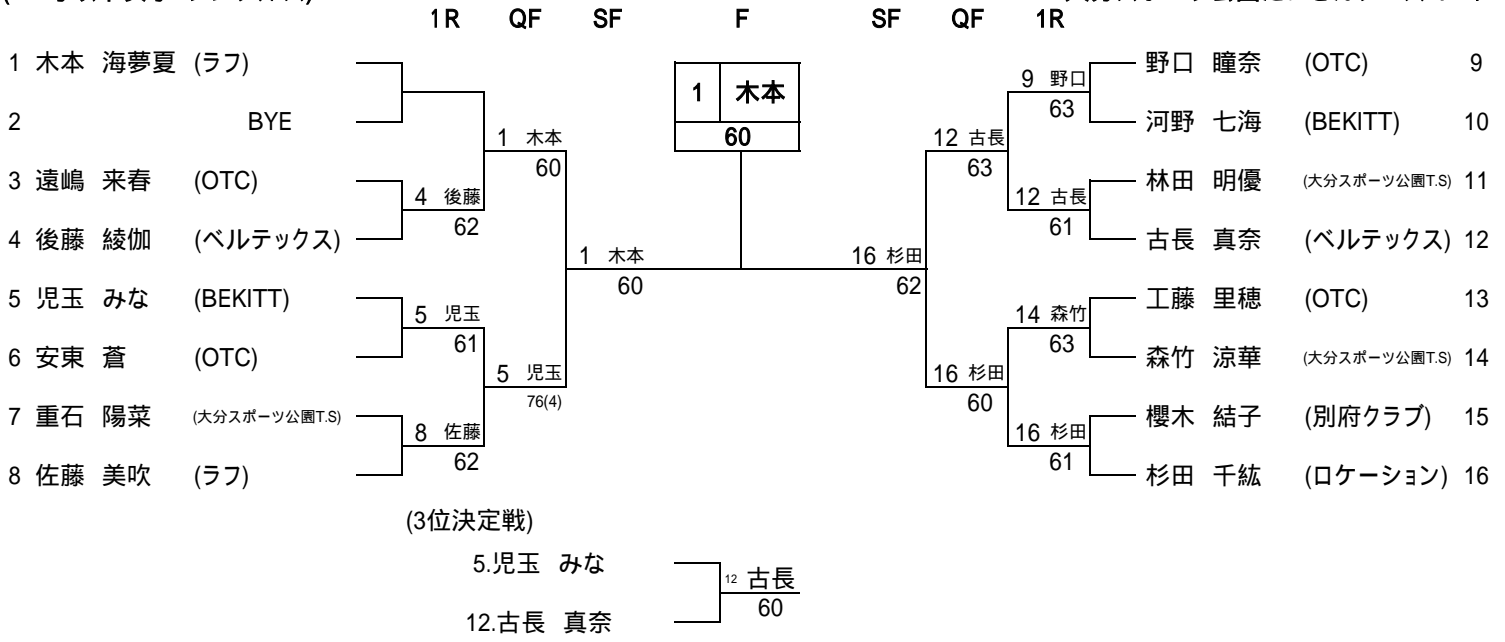 1R QF SF F SF QF 1R
1 木本 海夢夏 (ラフ) 野口 瞳奈 (OTC) 9
1 木本 9 野口
63
2 BYE 河野 七海 (BEKITT) 10
1 木本 60 12 古長
60 63
3 遠嶋 来春 (OTC) 林田 明優 (大分スポーツ公園T.S) 11
4 後藤 12 古長
62 61
4 後藤 綾伽 (ベルテックス) 古長 真奈 (ベルテックス) 12
1 木本 16 杉田
60 62
5 児玉 みな (BEKITT) 工藤 里穂 (OTC) 13
5 児玉 14 森竹
61 63
6 安東 蒼 (OTC) 森竹 涼華 (大分スポーツ公園T.S) 14
5 児玉 16 杉田
76(4) 60
7 重石 陽菜 (大分スポーツ公園T.S) 櫻木 結子 (別府クラブ) 15
8 佐藤 16 杉田
62 61
8 佐藤 美吹 (ラフ) 杉田 千紘 (ロケーション) 16
(3位決定戦)
5.児玉 みな
12 古長
60
12.古長 真奈